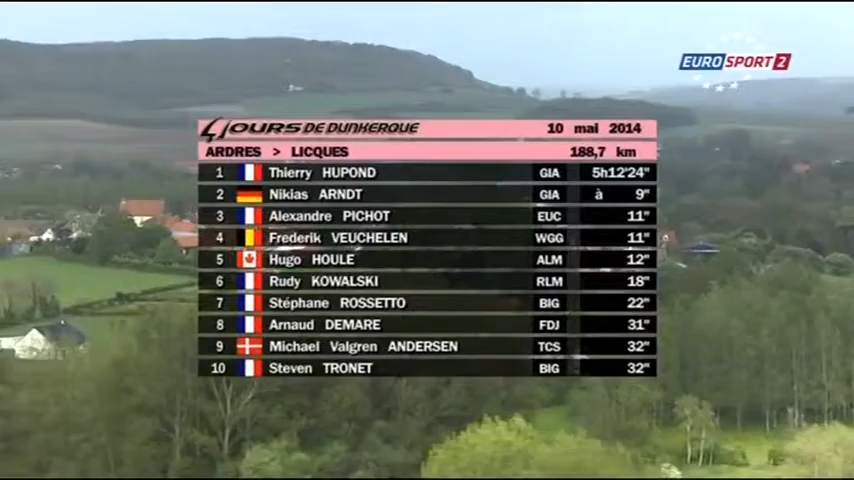 EUROSPORT 2
4 JOURS DE DUNKERQUE 10 mai 2014
ARDRES > LICQUES 188,7 km
1 Thierry HUPOND GIA 5h12'24"
2 Nikias ARNDT GIA à 9"
3 Alexandre PICHOT EUC 11"
4 Frederik VEUCHELEN WGG 11"
5 Hugo HOULE ALM 12"
6 Rudy KOWALSKI RLM 18"
7 Stéphane ROSSETTO BIG 22"
8 Arnaud DEMARE FDJ 31"
9 Michael Valgren ANDERSEN TCS 32"
10 Steven TRONET BIG 32"